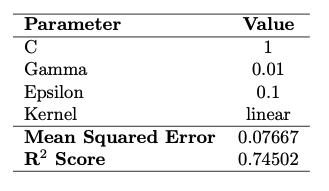 Parameter Value
C 1
Gamma 0.01
Epsilon 0.1
Kernel linear
Mean Squared Error 0.07667
R² Score 0.74502